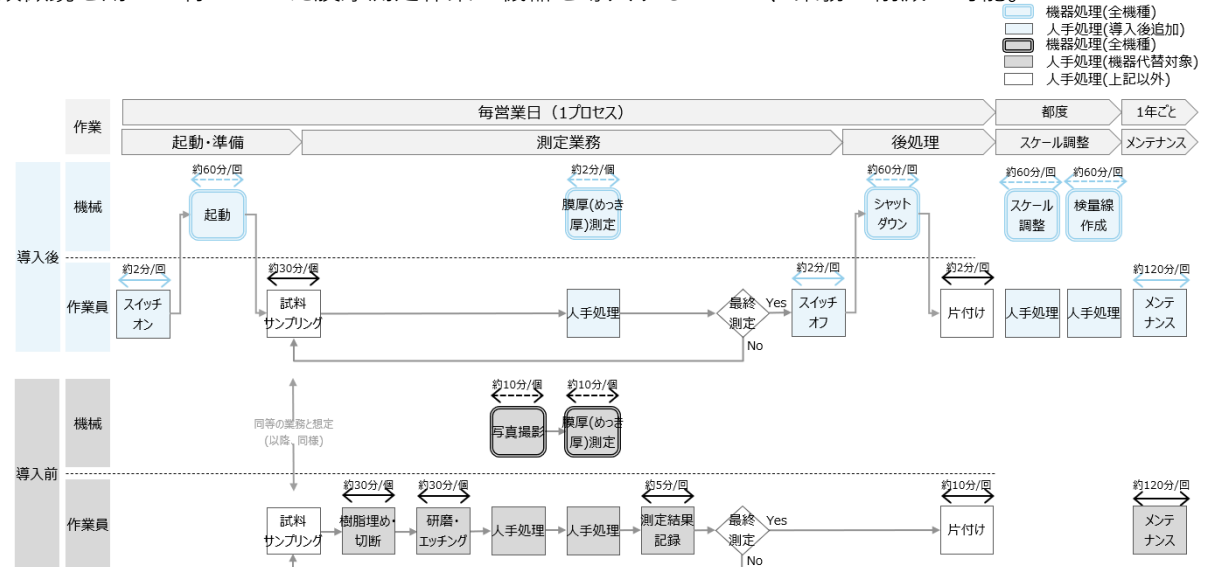 機器処理(全機種)
人手処理(導入後追加)
機器処理(全機種)
人手処理(機器代替対象)
人手処理(上記以外)
作業
毎営業日（1プロセス）
都度
1年ごと
起動・準備
測定業務
後処理
スケール調整
メンテナンス
導入後
機械
約60分/回
起動
約2分/個
膜厚(めっき
厚)測定
約60分/回
シャット
ダウン
約60分/回
スケール
調整
約60分/回
検量線
作成
作業員
約2分/回
スイッチ
オン
約30分/個
試料
サンプリング
人手処理
最終
測定
Yes
No
約2分/回
スイッチ
オフ
約2分/回
片付け
人手処理
人手処理
約120分/回
メンテ
ナンス
同等の業務と想定
(以降、同様)
導入前
機械
約10分/個
写真撮影
約10分/個
膜厚(めっき
厚)測定
作業員
試料
サンプリング
約30分/個
樹脂埋め・
切断
約30分/個
研磨・
エッチング
人手処理
人手処理
約5分/回
測定結果
記録
最終
測定
Yes
No
約10分/回
片付け
約120分/回
メンテ
ナンス